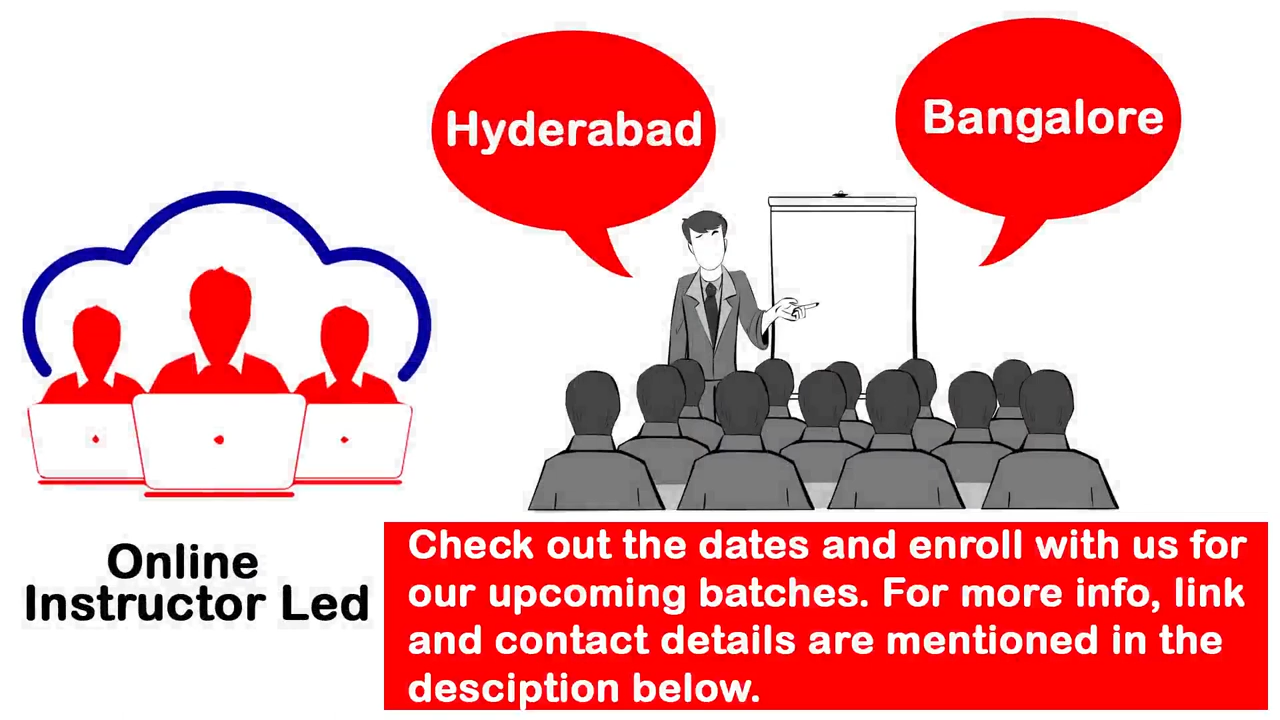 Hyderabad
Bangalore
Online
Instructor Led
Check out the dates and enroll with us for
our upcoming batches. For more info, link
and contact details are mentioned in the
desciption below.